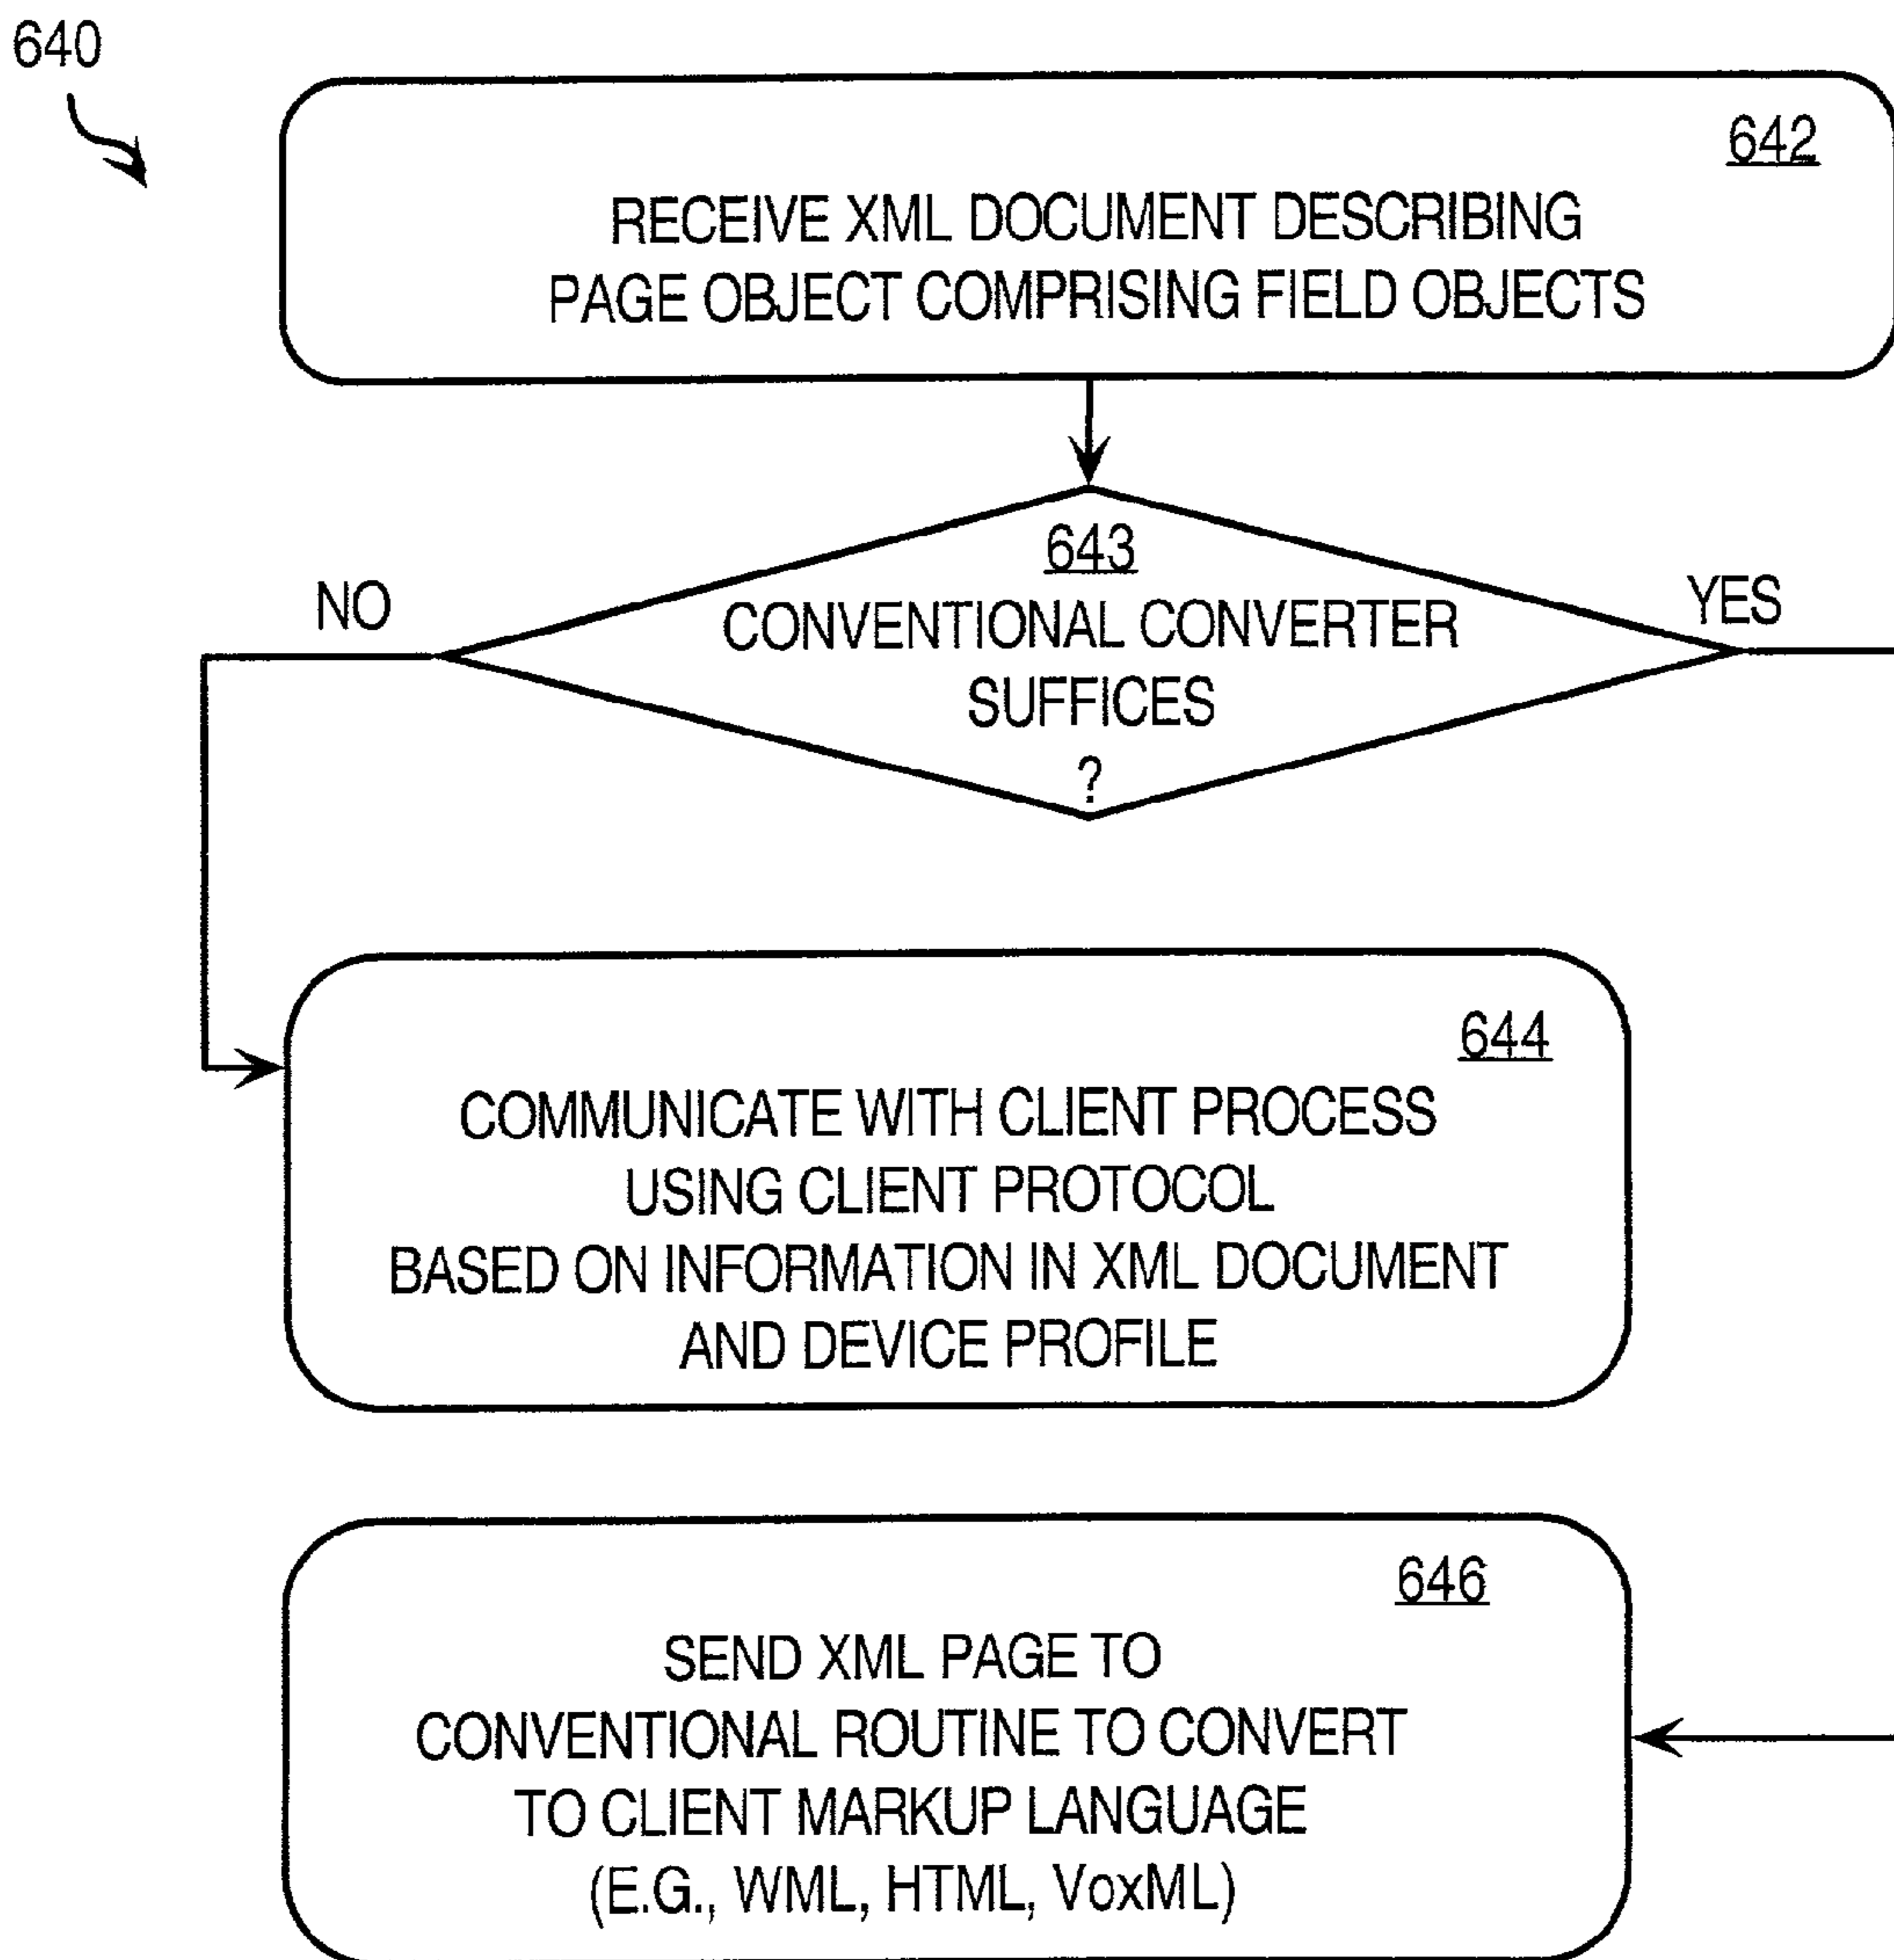 640
642
RECEIVE XML DOCUMENT DESCRIBING
PAGE OBJECT COMPRISING FIELD OBJECTS
643
NO
YES
CONVENTIONAL CONVERTER
SUFFICES
?
644
COMMUNICATE WITH CLIENT PROCESS
USING CLIENT PROTOCOL
BASED ON INFORMATION IN XML DOCUMENT
AND DEVICE PROFILE
646
SEND XML PAGE TO
CONVENTIONAL ROUTINE TO CONVERT
TO CLIENT MARKUP LANGUAGE
(E.G., WML, HTML, VoxML)